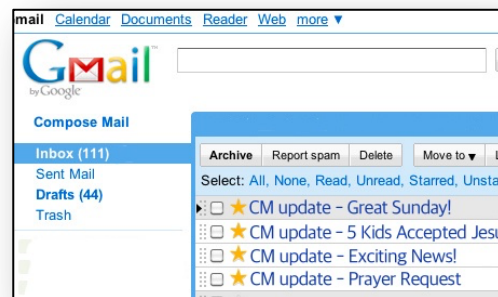 mail Calendar Documents Reader Web more ▼
GMail
by Google
Compose Mail
Inbox (111)
Archive Report spam Delete Move to ▼ L
Sent Mail
Select: All, None, Read, Unread, Starred, Unsta
Drafts (44)
Trash
CM update - Great Sunday!
CM update - 5 Kids Accepted Jesu
CM update - Exciting News!
CM update - Prayer Request